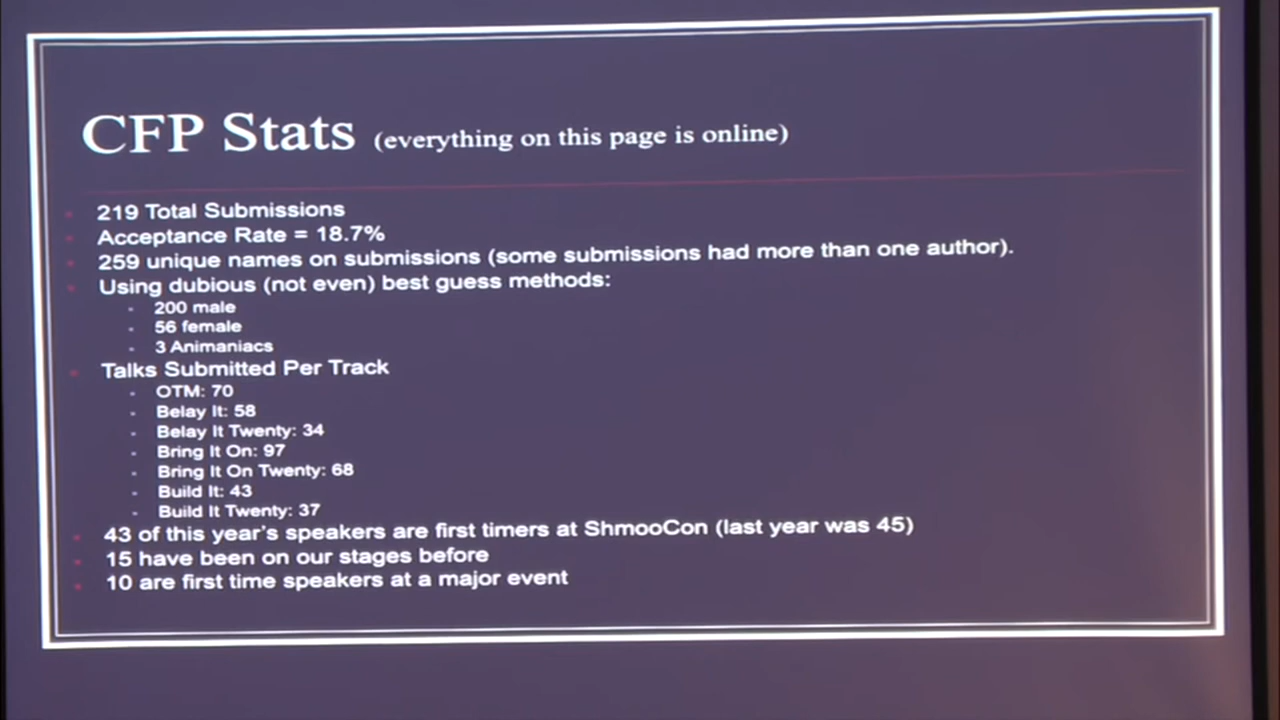 CFP Stats (everything on this page is online)
219 Total Submissions
Acceptance Rate = 18.7%
259 unique names on submissions (some submissions had more than one author).
Using dubious (not even) best guess methods:
200 male
56 female
3 Animaniacs
Talks Submitted Per Track
OTM: 70
Belay It: 58
Belay It Twenty: 34
Bring It On: 97
Bring It On Twenty: 68
Build It: 43
Build It Twenty: 37
43 of this year's speakers are first timers at ShmooCon (last year was 45)
15 have been on our stages before
10 are first time speakers at a major event